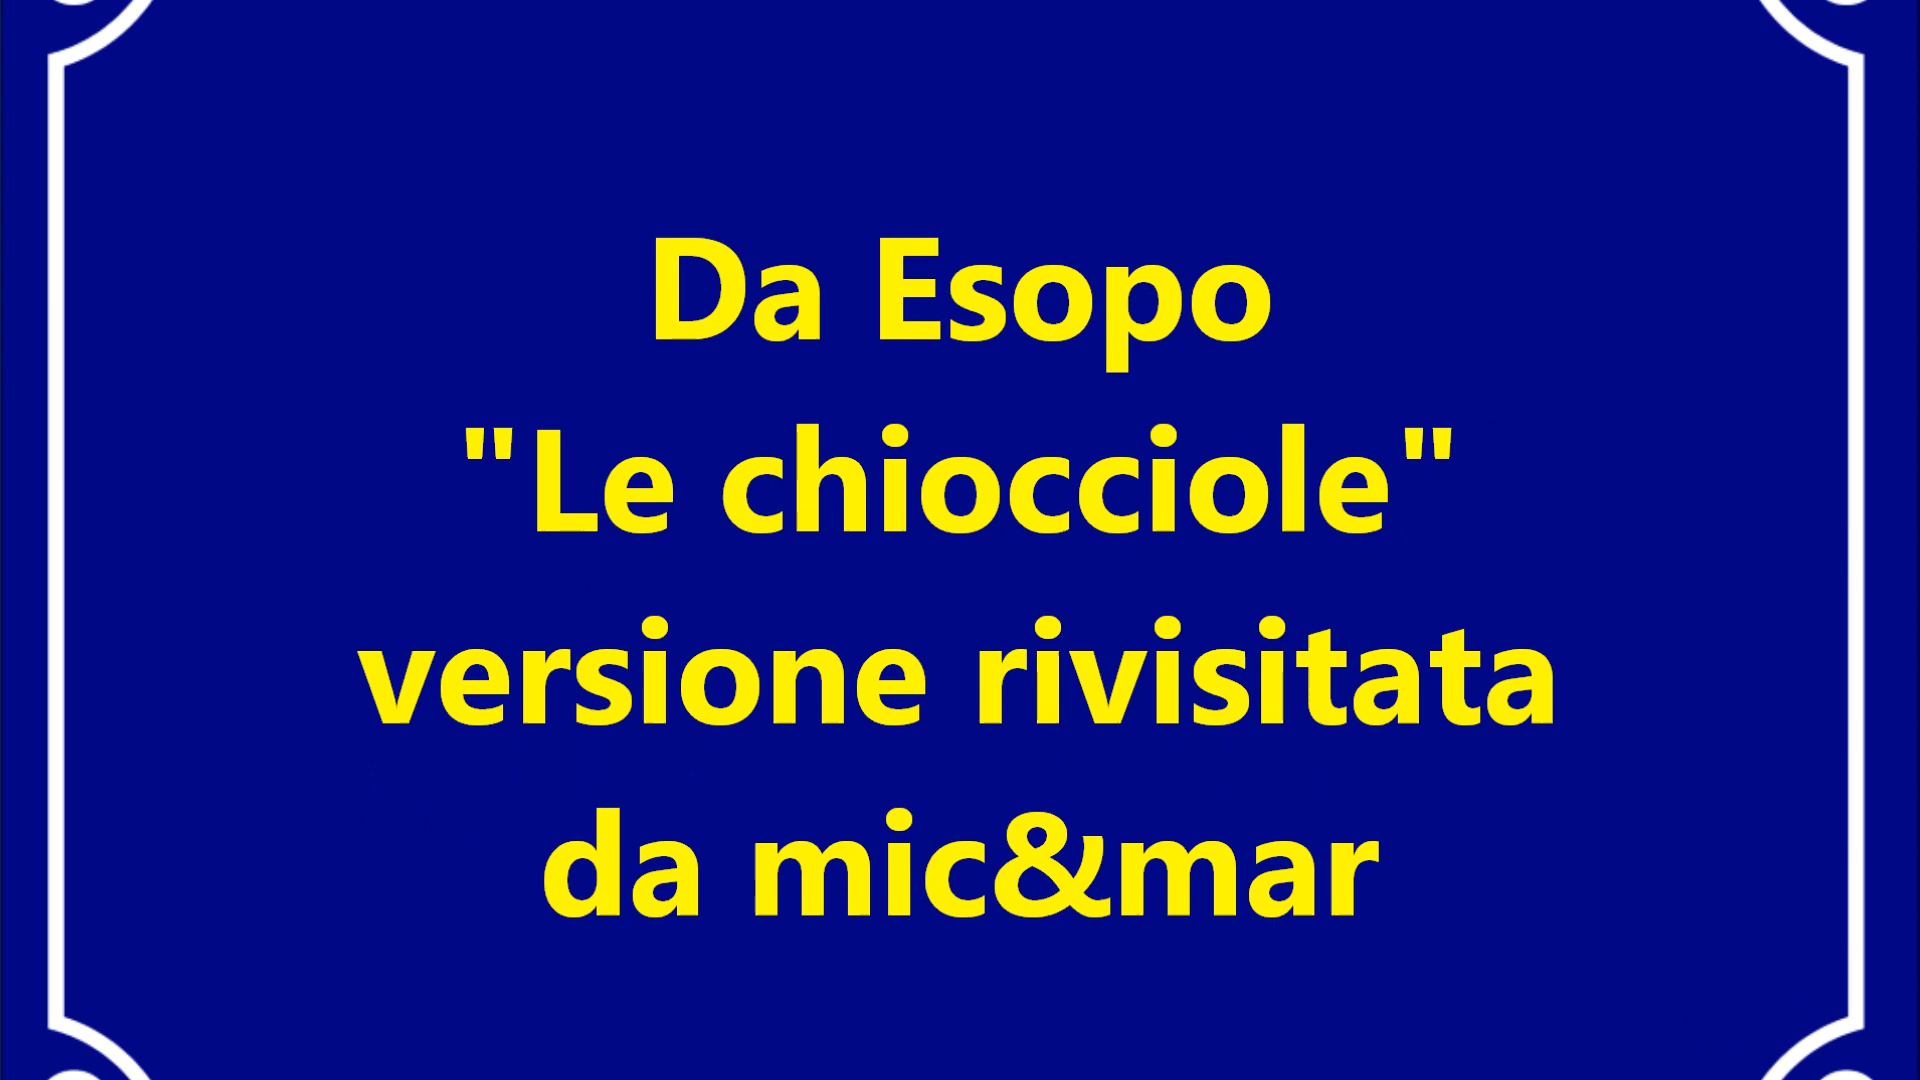 Da Esopo
"Le chiocciole"
versione rivisitata
da mic&mar